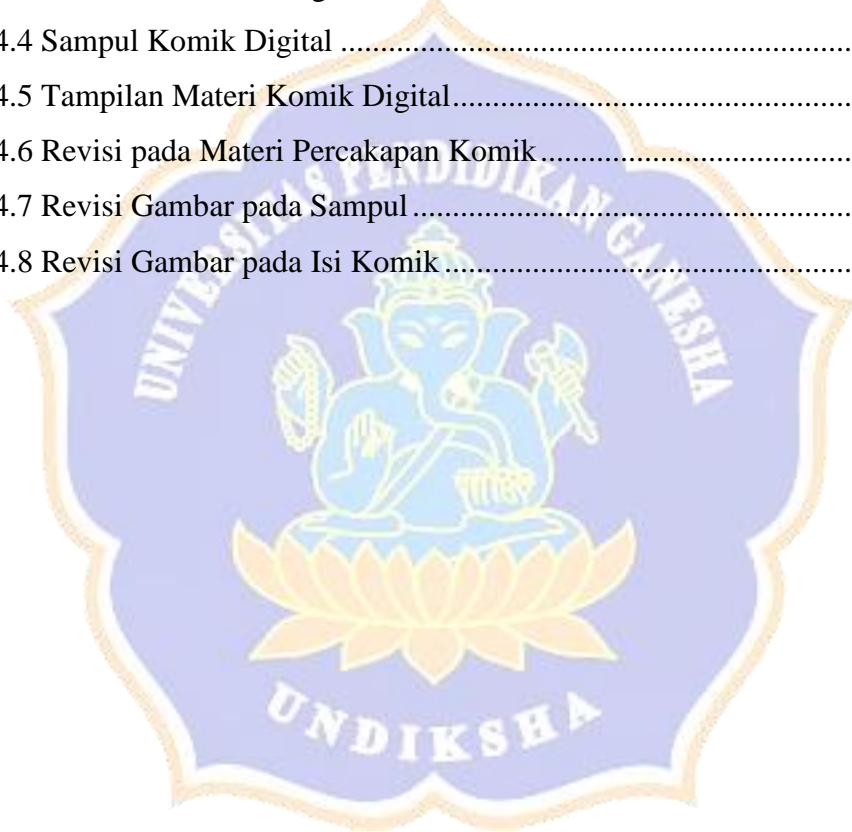 4.4 Sampul Komik Digital ................................................................
4.5 Tampilan Materi Komik Digital..................................................
4.6 Revisi pada Materi Percakapan Komik.......................................
4.7 Revisi Gambar pada Sampul.......................................................
4.8 Revisi Gambar pada Isi Komik...................................................
UNIVERSITAS PENDIDIKAN GANESHA
UNDIKSHA